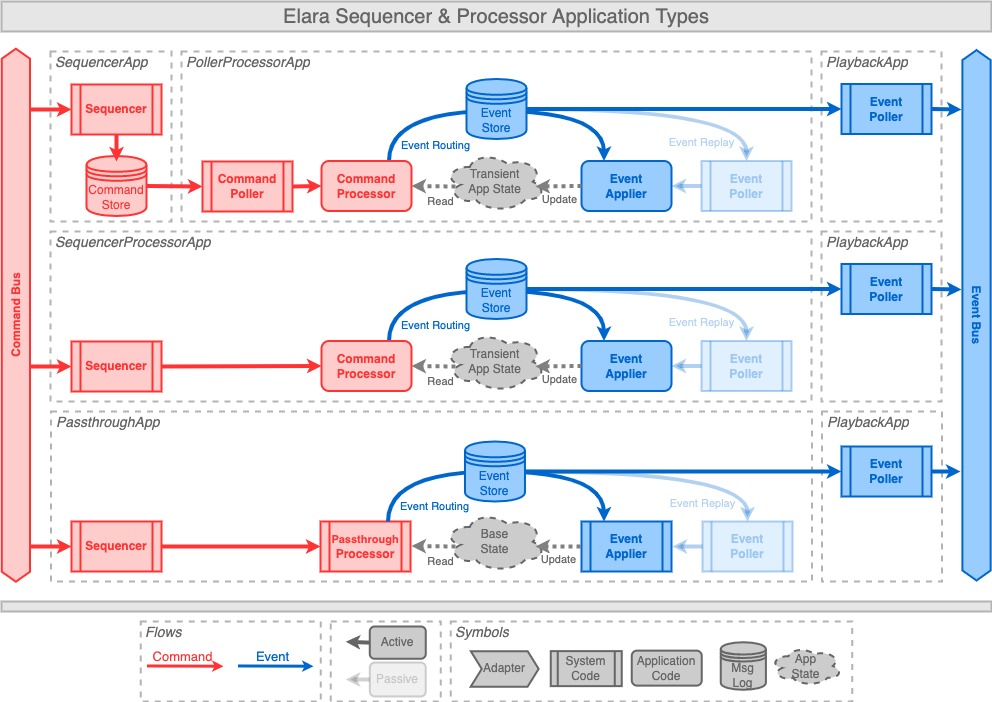 Elara Sequencer & Processor Application Types
SequencerApp
PollerProcessorApp
PlaybackApp
Sequencer
Command
Store
Command
Poller
Command
Processor
Event
Store
Event Routing
Transient
App State
Read
Update
Event
Applier
Event Replay
Event
Poller
Event
Poller
Command Bus
Event Bus
SequencerProcessorApp
PlaybackApp
Sequencer
Command
Processor
Event
Store
Event Routing
Transient
App State
Read
Update
Event
Applier
Event Replay
Event
Poller
Event
Poller
PassthroughApp
PlaybackApp
Sequencer
Passthrough
Processor
Event
Store
Event Routing
Base
State
Read
Update
Event
Applier
Event Replay
Event
Poller
Event
Poller
Flows
Command
Event
Active
Passive
Symbols
Adapter
System
Code
Application
Code
Msg
Log
App
State